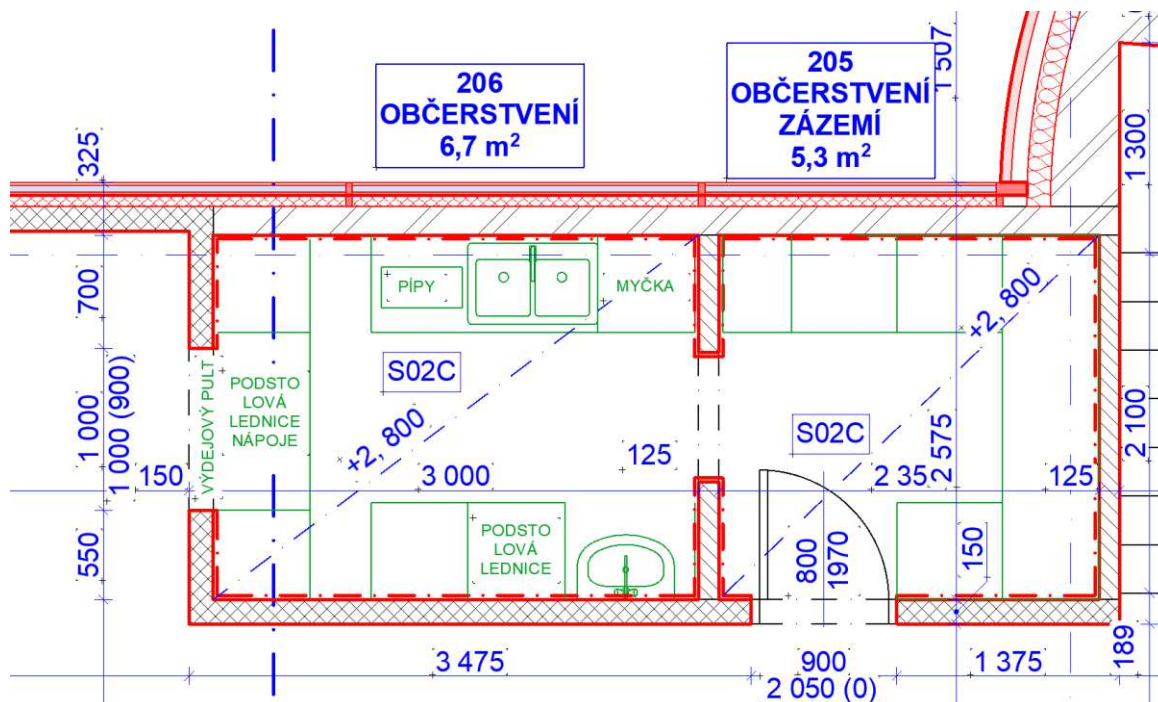 206
OBČERSTVENÍ
6,7 m²
205
OBČERSTVENÍ
ZÁZEMÍ
5,3 m²
1 507
325
1 300
700
PÍPY
MYČKA
+2, 800
+2, 800
S02C
S02C
VÝDEJOVÝ PULT
PODSTO
LOVÁ
LEDNICE
NÁPOJE
1 000
1 000 (900)
150
3 000
125
2 35
2 575
125
2 100
550
PODSTO
LOVÁ
LEDNICE
800
1970
150
3 475
900
2 050 (0)
1 375
189